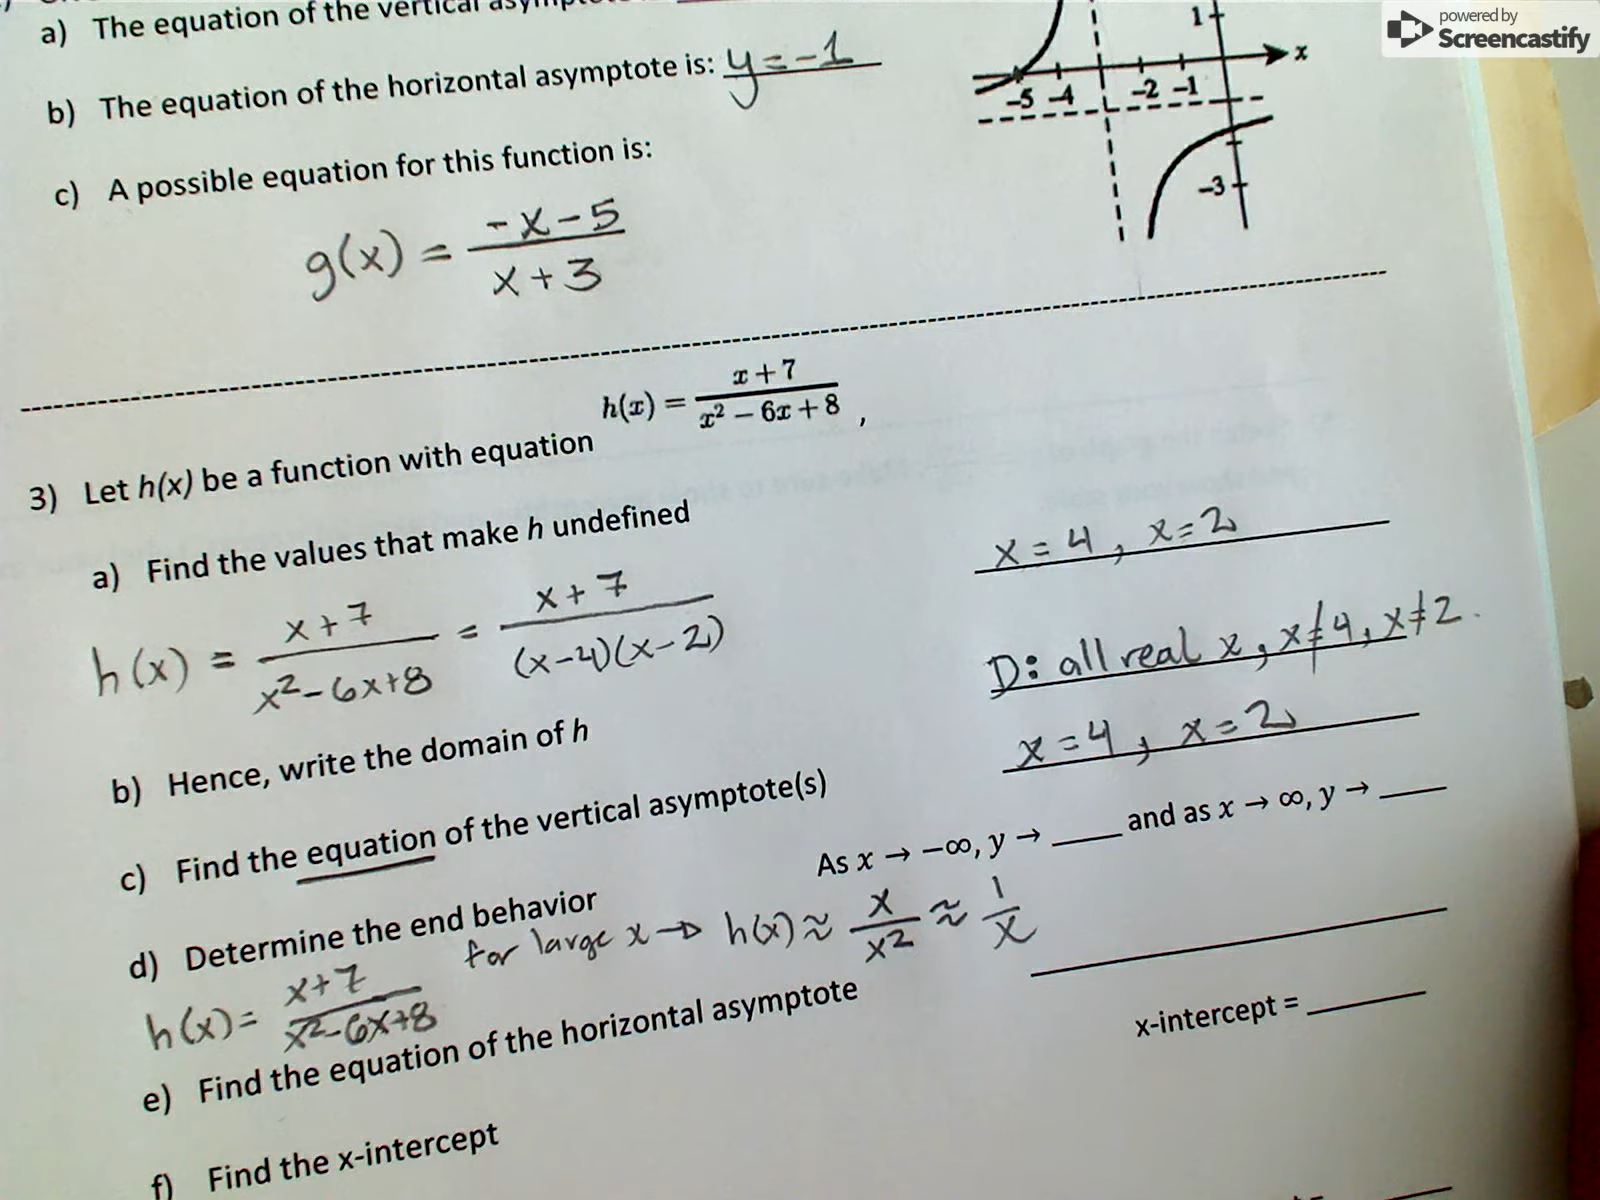 powered by
Screencastify
a) The equation of the vertical
b) The equation of the horizontal asymptote is: y = -1
c) A possible equation for this function is:
g(x) = (-x-5)/(x+3)
1
x
-5 -4 -2 -1
-3
h(x) = (x+7)/(x² − 6x + 8) ,
3) Let h(x) be a function with equation
a) Find the values that make h undefined
x = 4 , x = 2
h(x) = (x+7)/(x²-6x+8) = (x+7)/((x-4)(x-2))
D: all real x, x≠4, x≠2.
b) Hence, write the domain of h
x = 4 , x = 2
c) Find the equation of the vertical asymptote(s)
As x → −∞, y → ____ and as x → ∞, y → ____
d) Determine the end behavior
for large x → h(x) ≈ x/x² ≈ 1/x
h(x) = (x+7)/(x²-6x+8)
e) Find the equation of the horizontal asymptote
x-intercept = ____
f) Find the x-intercept